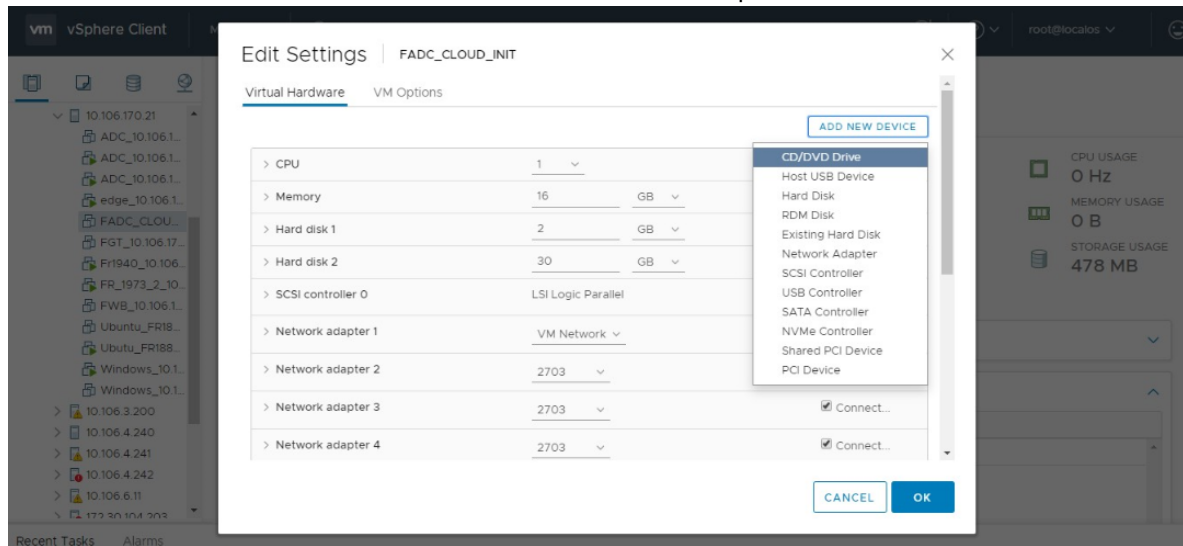 vm vSphere Client
root@localos
Edit Settings | FADC_CLOUD_INIT
Virtual Hardware VM Options
ADD NEW DEVICE
10.106.170.21
ADC_10.106.1...
ADC_10.106.1...
ADC_10.106.1...
edge_10.106.1...
FADC_CLOU...
FGT_10.106.17...
Fr1940_10.106...
FR_1973_2_10...
FWB_10.106.1...
Ubuntu_FR18...
Ubutu_FR188...
Windows_10.1...
Windows_10.1...
10.106.3.200
10.106.4.240
10.106.4.241
10.106.4.242
10.106.6.11
172.30.104.203
CPU 1
Memory 16 GB
Hard disk 1 2 GB
Hard disk 2 30 GB
SCSI controller 0 LSI Logic Parallel
Network adapter 1 VM Network
Network adapter 2 2703
Network adapter 3 2703 Connect...
Network adapter 4 2703 Connect...
CD/DVD Drive
Host USB Device
Hard Disk
RDM Disk
Existing Hard Disk
Network Adapter
SCSI Controller
USB Controller
SATA Controller
NVMe Controller
Shared PCI Device
PCI Device
CPU USAGE
0 Hz
MEMORY USAGE
0 B
STORAGE USAGE
478 MB
CANCEL OK
Recent Tasks Alarms